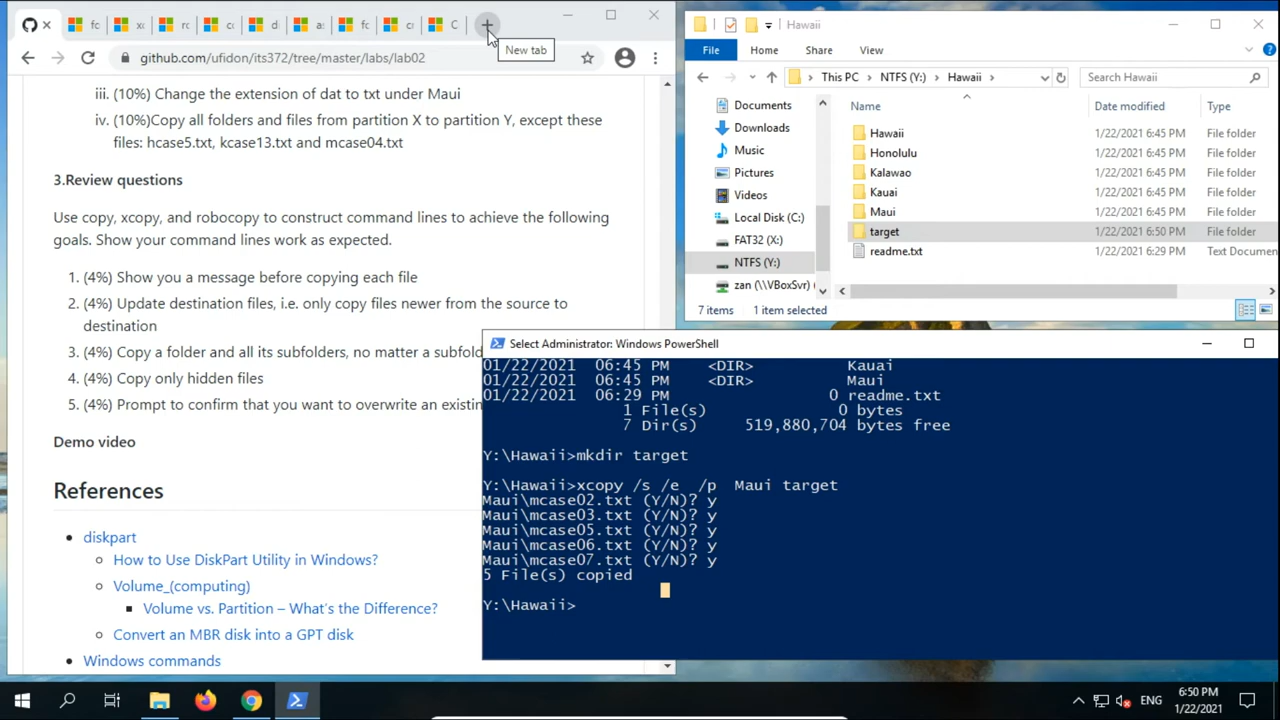 fc
xc
rc
cc
di
a:
fc
c
C
New tab
github.com/ufidon/its372/tree/master/labs/lab02
iii. (10%) Change the extension of dat to txt under Maui
iv. (10%)Copy all folders and files from partition X to partition Y, except these
files: hcase5.txt, kcase13.txt and mcase04.txt
3.Review questions
Use copy, xcopy, and robocopy to construct command lines to achieve the following
goals. Show your command lines work as expected.
1. (4%) Show you a message before copying each file
2. (4%) Update destination files, i.e. only copy files newer from the source to
destination
3. (4%) Copy a folder and all its subfolders, no matter a subfol
4. (4%) Copy only hidden files
5. (4%) Prompt to confirm that you want to overwrite an existin
Demo video
References
diskpart
How to Use DiskPart Utility in Windows?
Volume_(computing)
Volume vs. Partition – What's the Difference?
Convert an MBR disk into a GPT disk
Windows commands
Hawaii
File Home Share View
This PC NTFS (Y:) Hawaii
Search Hawaii
Documents
Downloads
Music
Pictures
Videos
Local Disk (C:)
FAT32 (X:)
NTFS (Y:)
zan (\\VBoxSvr) (
Name Date modified Type
Hawaii 1/22/2021 6:45 PM File folder
Honolulu 1/22/2021 6:45 PM File folder
Kalawao 1/22/2021 6:45 PM File folder
Kauai 1/22/2021 6:45 PM File folder
Maui 1/22/2021 6:45 PM File folder
target 1/22/2021 6:50 PM File folder
readme.txt 1/22/2021 6:29 PM Text Documen
7 items 1 item selected
Select Administrator: Windows PowerShell
01/22/2021 06:45 PM <DIR> Kauai
01/22/2021 06:45 PM <DIR> Maui
01/22/2021 06:29 PM 0 readme.txt
1 File(s) 0 bytes
7 Dir(s) 519,880,704 bytes free
Y:\Hawaii>mkdir target
Y:\Hawaii>xcopy /s /e /p Maui target
Maui\mcase02.txt (Y/N)? y
Maui\mcase03.txt (Y/N)? y
Maui\mcase05.txt (Y/N)? y
Maui\mcase06.txt (Y/N)? y
Maui\mcase07.txt (Y/N)? y
5 File(s) copied
Y:\Hawaii>
ENG
6:50 PM
1/22/2021